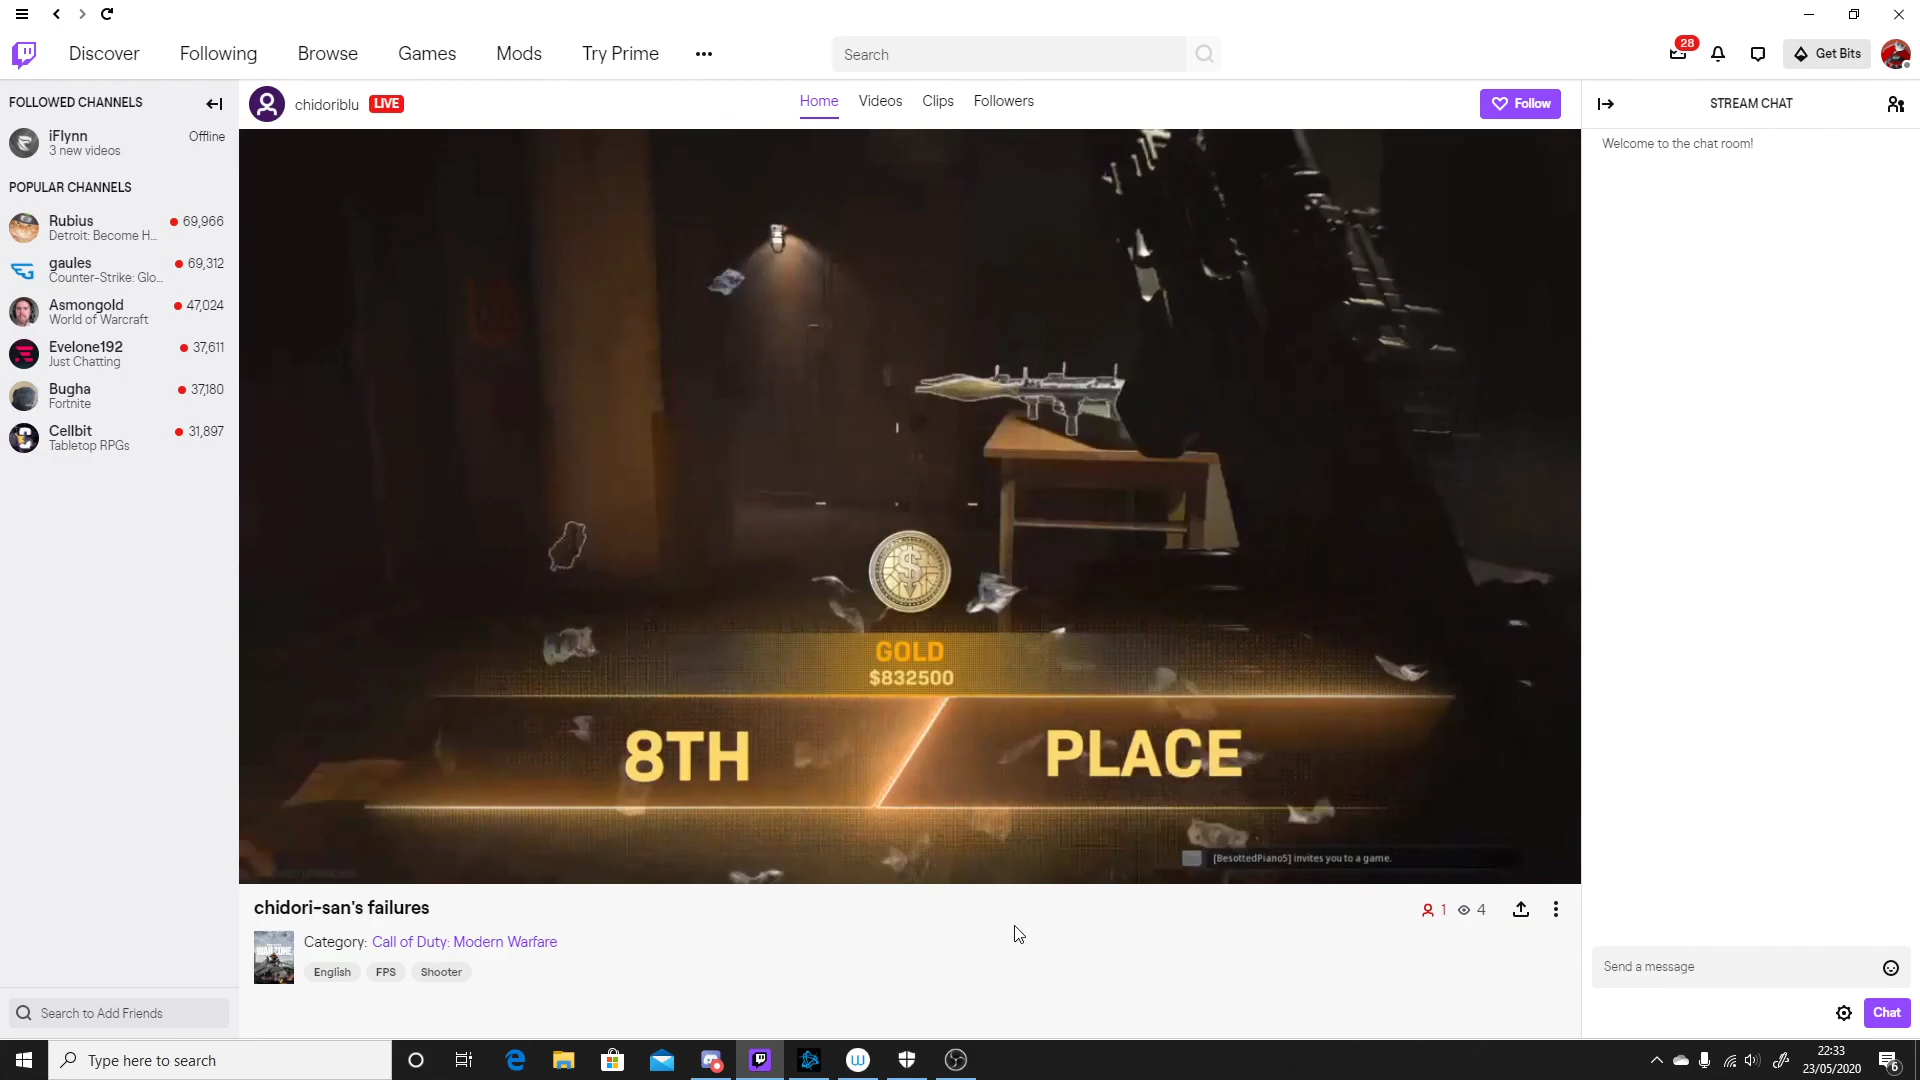 Discover
Following
Browse
Games
Mods
Try Prime
Search
28
Get Bits
FOLLOWED CHANNELS
iFlynn
Offline
3 new videos
POPULAR CHANNELS
Rubius
69,966
Detroit: Become H...
gaules
69,312
Counter-Strike: Glo...
Asmongold
47,024
World of Warcraft
Evelone192
37,611
Just Chatting
Bugha
37,180
Fortnite
Cellbit
31,897
Tabletop RPGs
Search to Add Friends
chidoriblu
LIVE
Home
Videos
Clips
Followers
Follow
GOLD
$832500
8TH PLACE
[BesottedPiano5] invites you to a game.
chidori-san's failures
1
4
Category: Call of Duty: Modern Warfare
English
FPS
Shooter
STREAM CHAT
Welcome to the chat room!
Send a message
Chat
Type here to search
22:33
23/05/2020
6